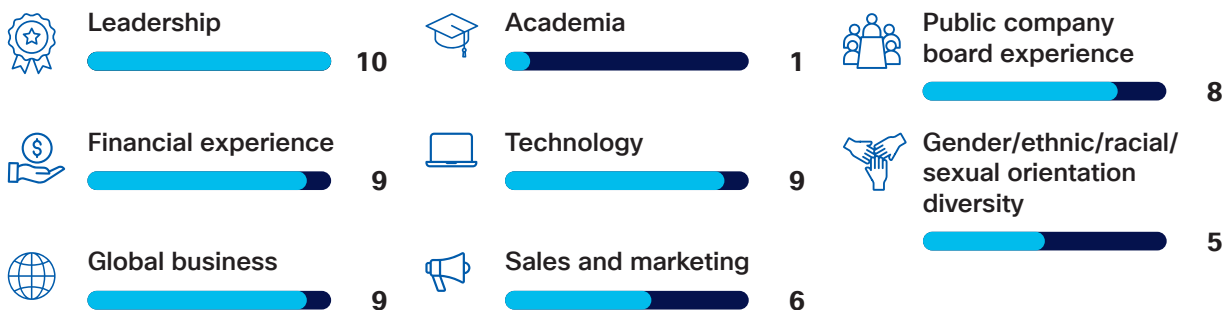 Leadership
10
Financial experience
9
Global business
9
Academia
1
Technology
9
Sales and marketing
6
Public company
board experience
8
Gender/ethnic/racial/
sexual orientation
diversity
5